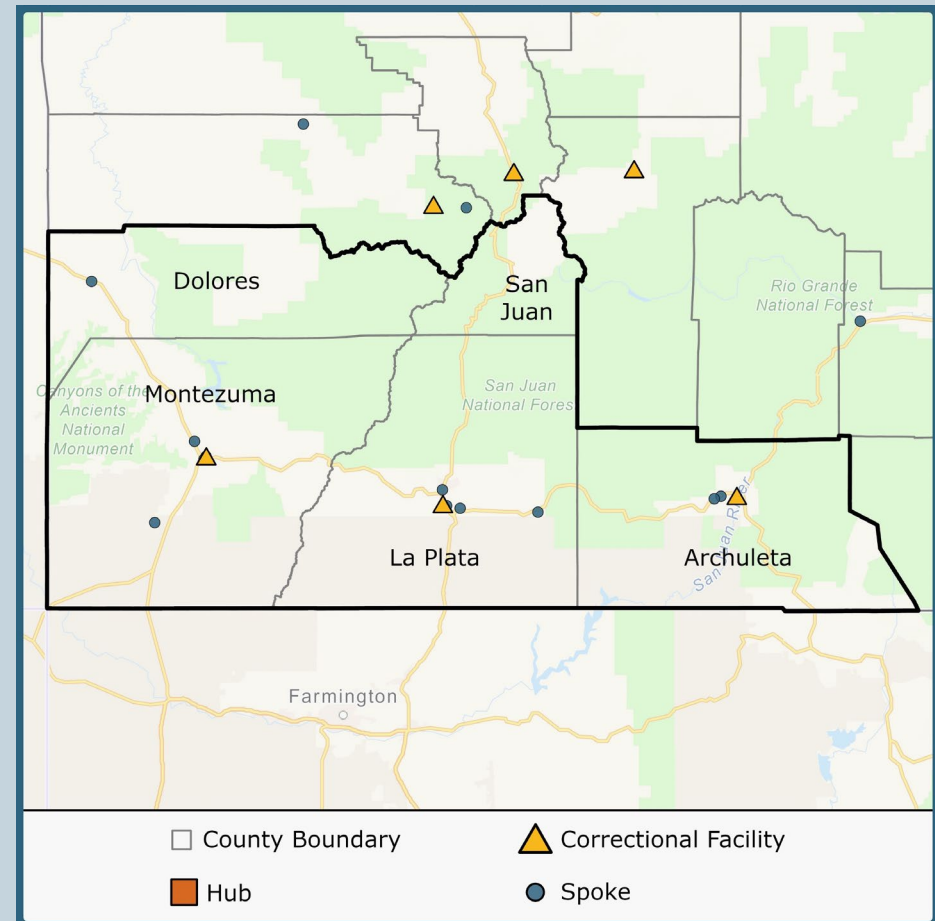 Dolores
San
Juan
Rio Grande
National Forest
Montezuma
Canyons of the
Ancients
National
Monument
San Juan
National Fores
La Plata
Archuleta
San Juan River
Farmington
County Boundary
Correctional Facility
Hub
Spoke